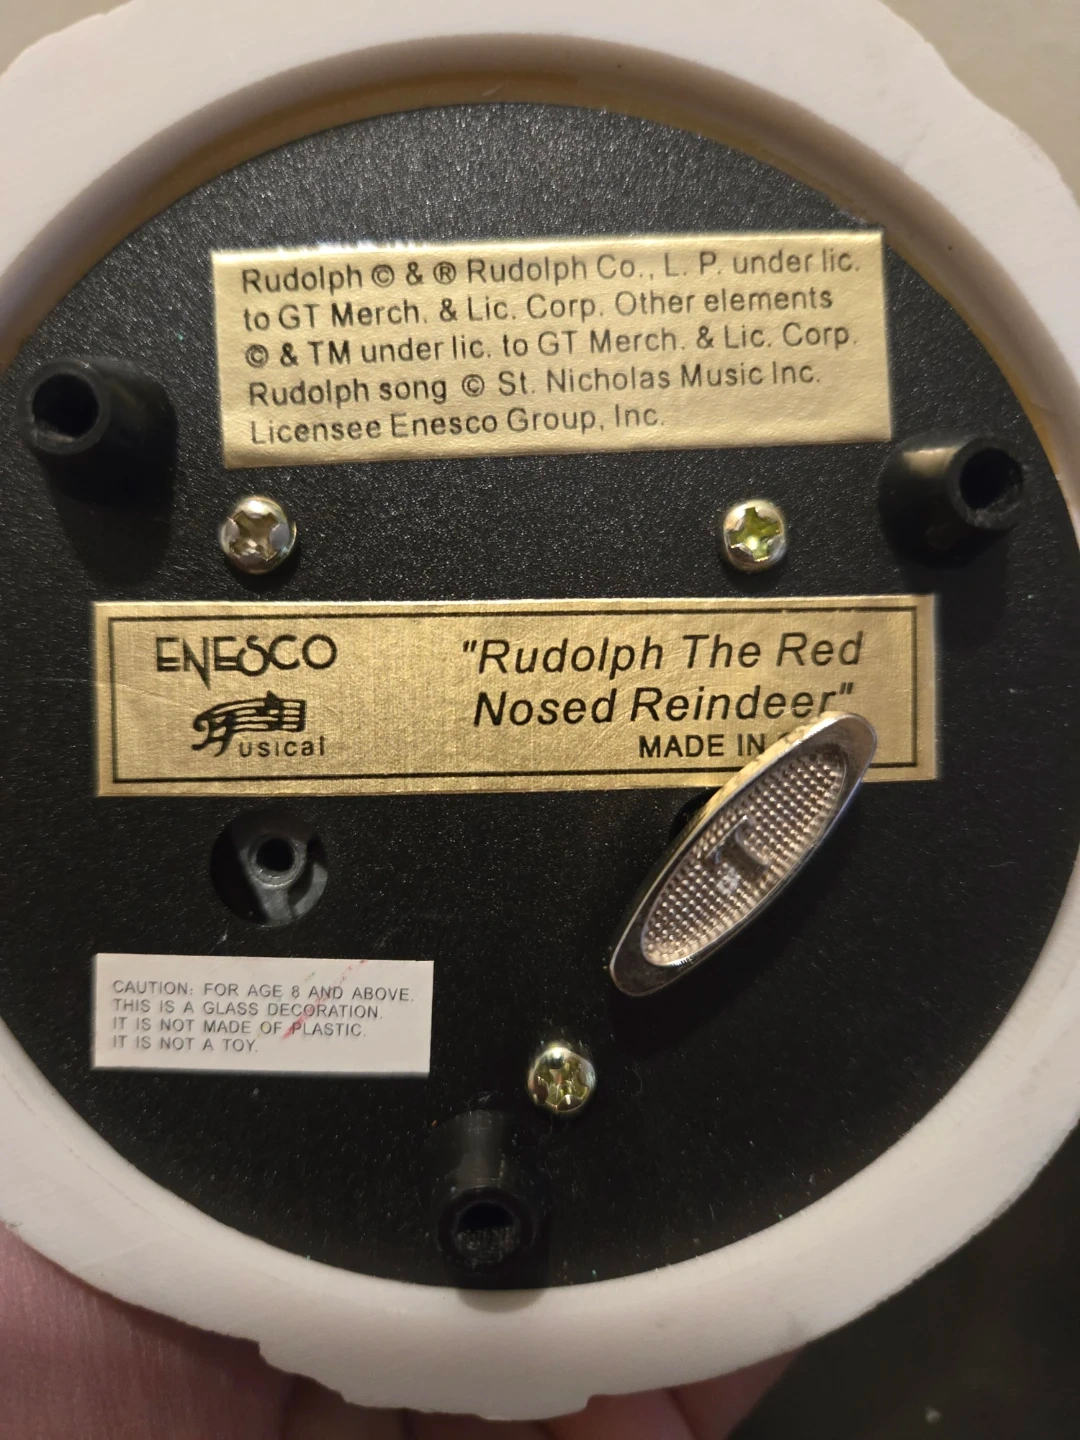 Rudolph © & ® Rudolph Co., L. P. under lic.
to GT Merch. & Lic. Corp. Other elements
© & TM under lic. to GT Merch. & Lic. Corp.
Rudolph song © St. Nicholas Music Inc.
Licensee Enesco Group, Inc.
ENESCO
Musical
"Rudolph The Red
Nosed Reindeer"
MADE IN
CAUTION: FOR AGE 8 AND ABOVE.
THIS IS A GLASS DECORATION.
IT IS NOT MADE OF PLASTIC.
IT IS NOT A TOY.